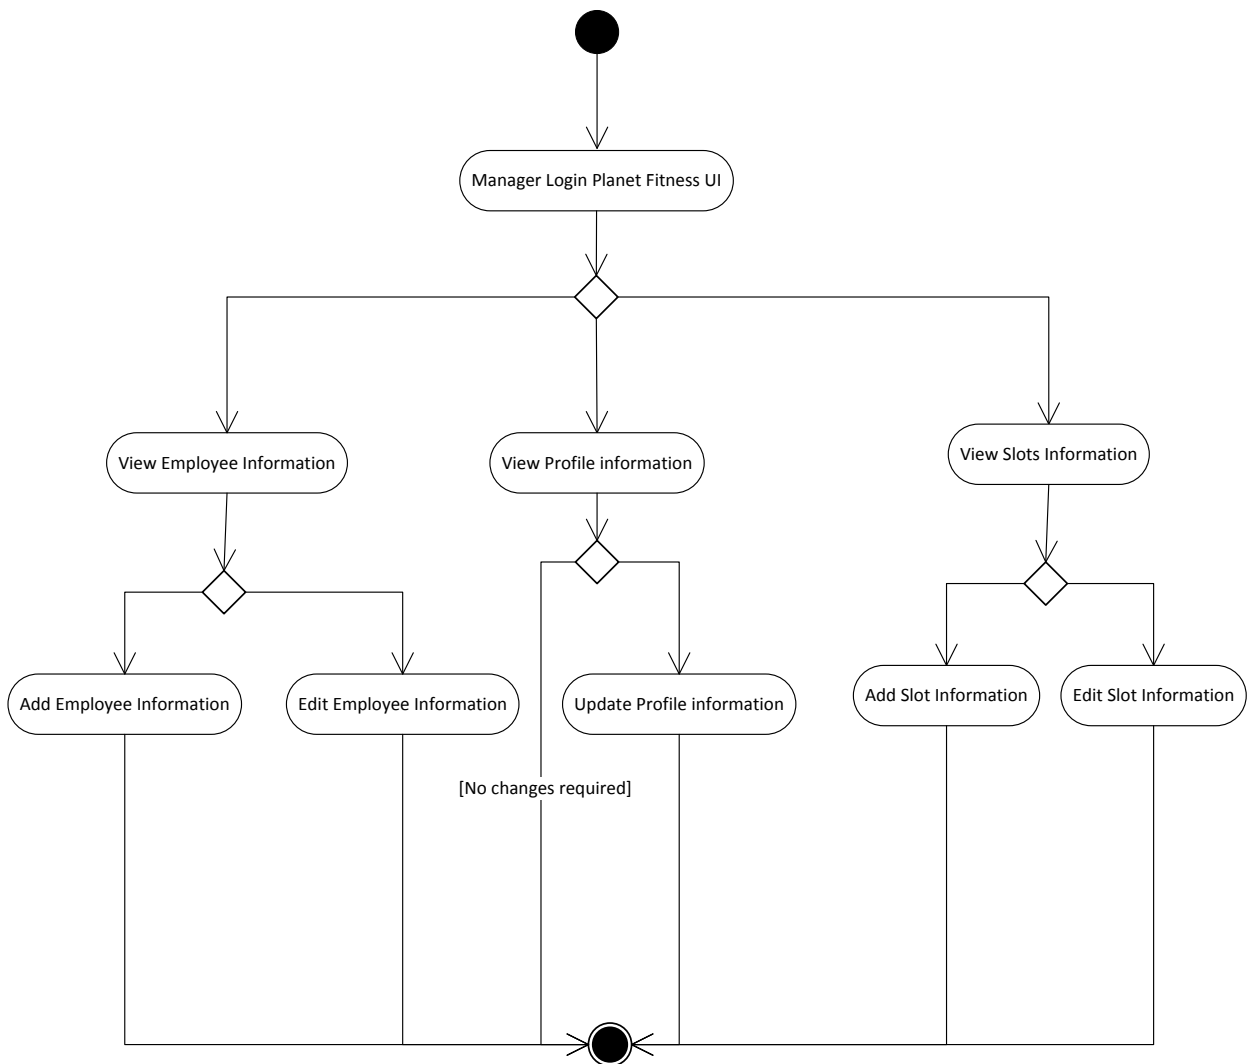 Manager Login Planet Fitness UI
View Employee Information
View Profile information
View Slots Information
Add Employee Information
Edit Employee Information
Update Profile information
Add Slot Information
Edit Slot Information
[No changes required]